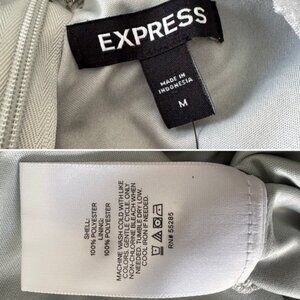 EXPRESS
MADE IN
INDONESIA
M
SHELL:
100% POLYESTER
LINING:
100% POLYESTER
MACHINE WASH COLD WITH LIKE
COLORS. GENTLE CYCLE. ONLY
NON-CHLORINE BLEACH WHEN
NEEDED. TUMBLE DRY LOW.
COOL IRON IF NEEDED.
RN# 55285